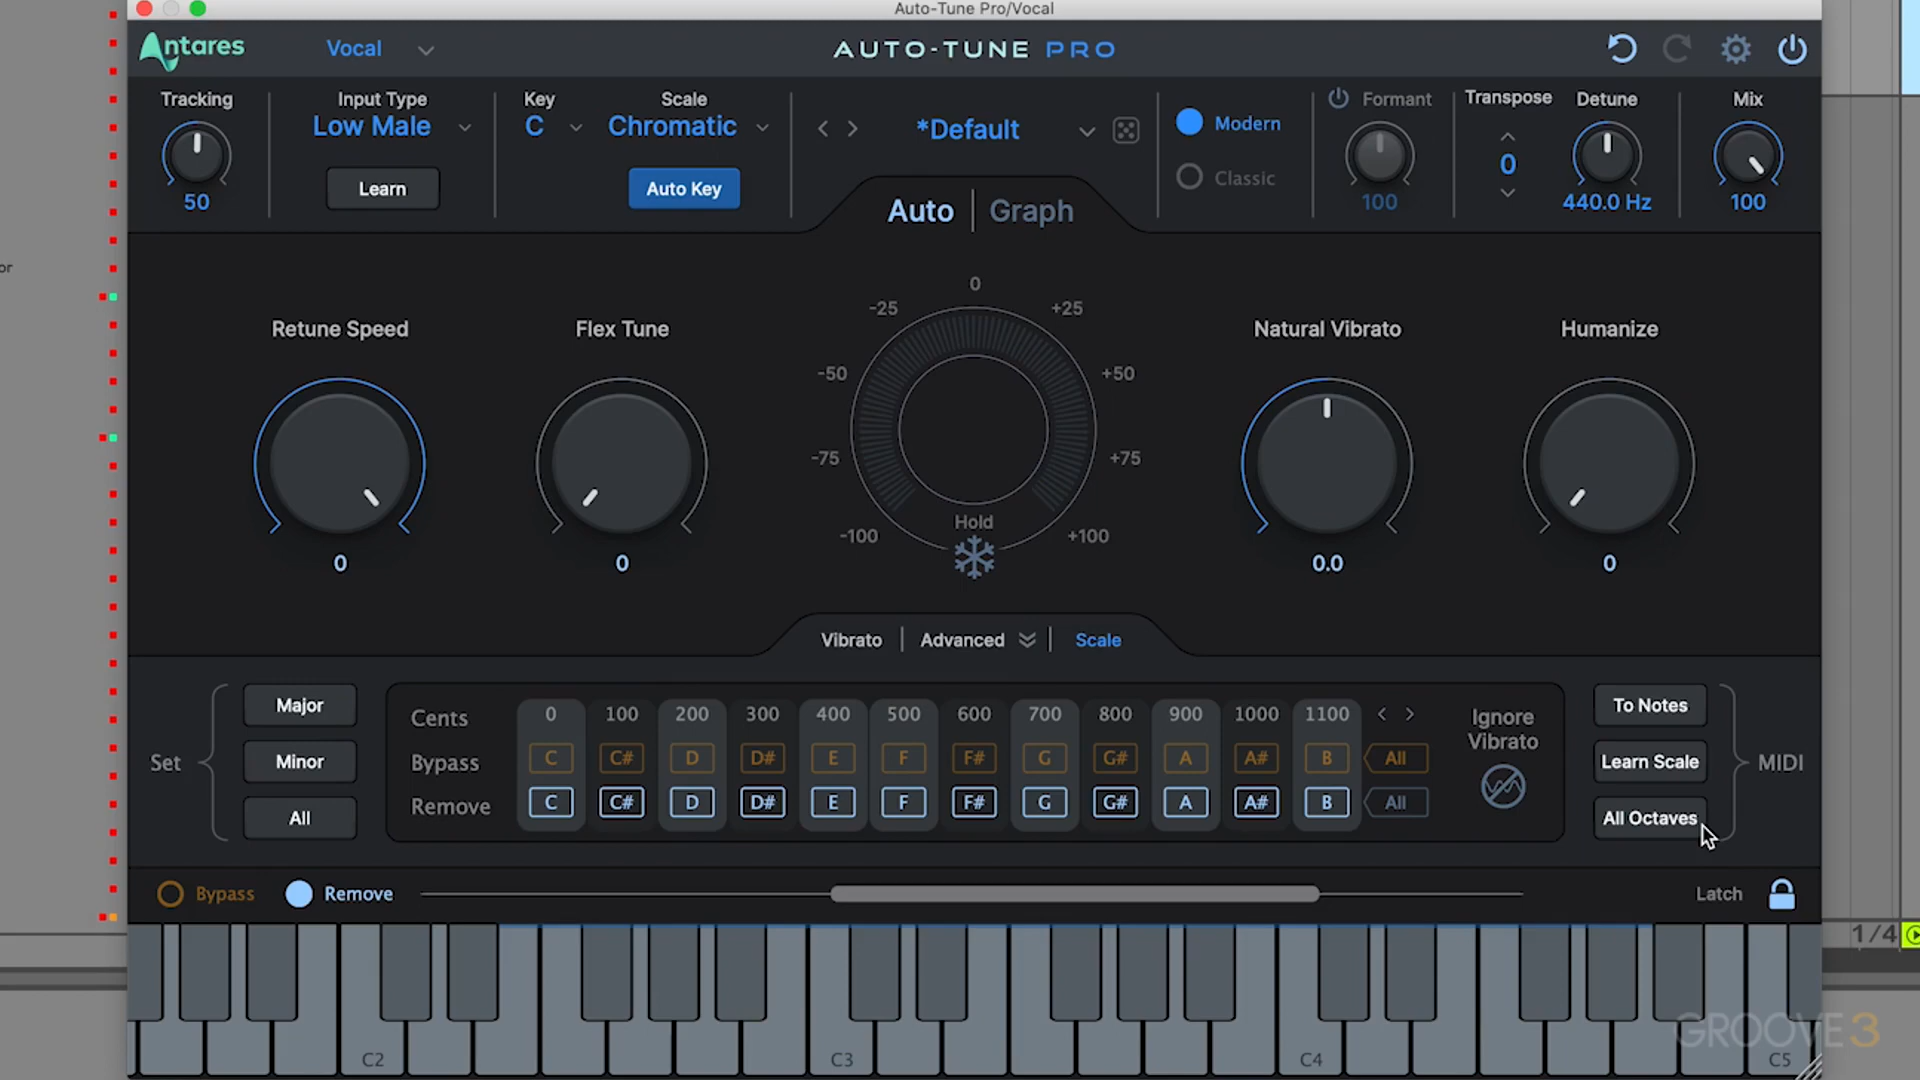 Auto-Tune Pro/Vocal
Antares
Vocal
AUTO-TUNE PRO
Tracking
50
Input Type
Low Male
Learn
Key
C
Scale
Chromatic
Auto Key
*Default
Modern
Classic
Formant
100
Transpose
0
Detune
440.0 Hz
Mix
100
Auto | Graph
or
Retune Speed
0
Flex Tune
0
0
-25
+25
-50
+50
-75
+75
-100
+100
Hold
Natural Vibrato
0.0
Humanize
0
Vibrato | Advanced | Scale
Set
Major
Minor
All
Cents 0 100 200 300 400 500 600 700 800 900 1000 1100 < >
Bypass C C# D D# E F F# G G# A A# B All
Remove C C# D D# E F F# G G# A A# B All
Ignore
Vibrato
To Notes
Learn Scale
All Octaves
MIDI
Bypass
Remove
Latch
1/4
C2
C3
C4
C5
GROOVE3